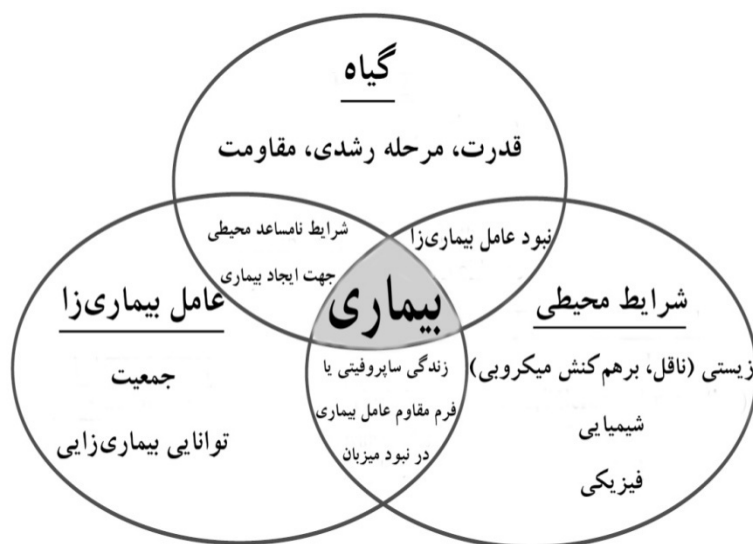 گیاه
قدرت، مرحله رشدی، مقاومت
شرایط نامساعد محیطی
جهت ایجاد بیماری
نبود عامل بیماری‌زا
بیماری
عامل بیماری‌زا
جمعیت
توانایی بیماری‌زایی
شرایط محیطی
زیستی (ناقل، برهم‌کنش میکروبی)
شیمیایی
فیزیکی
زندگی ساپروفیتی یا
فرم مقاوم عامل بیماری
در نبود میزبان